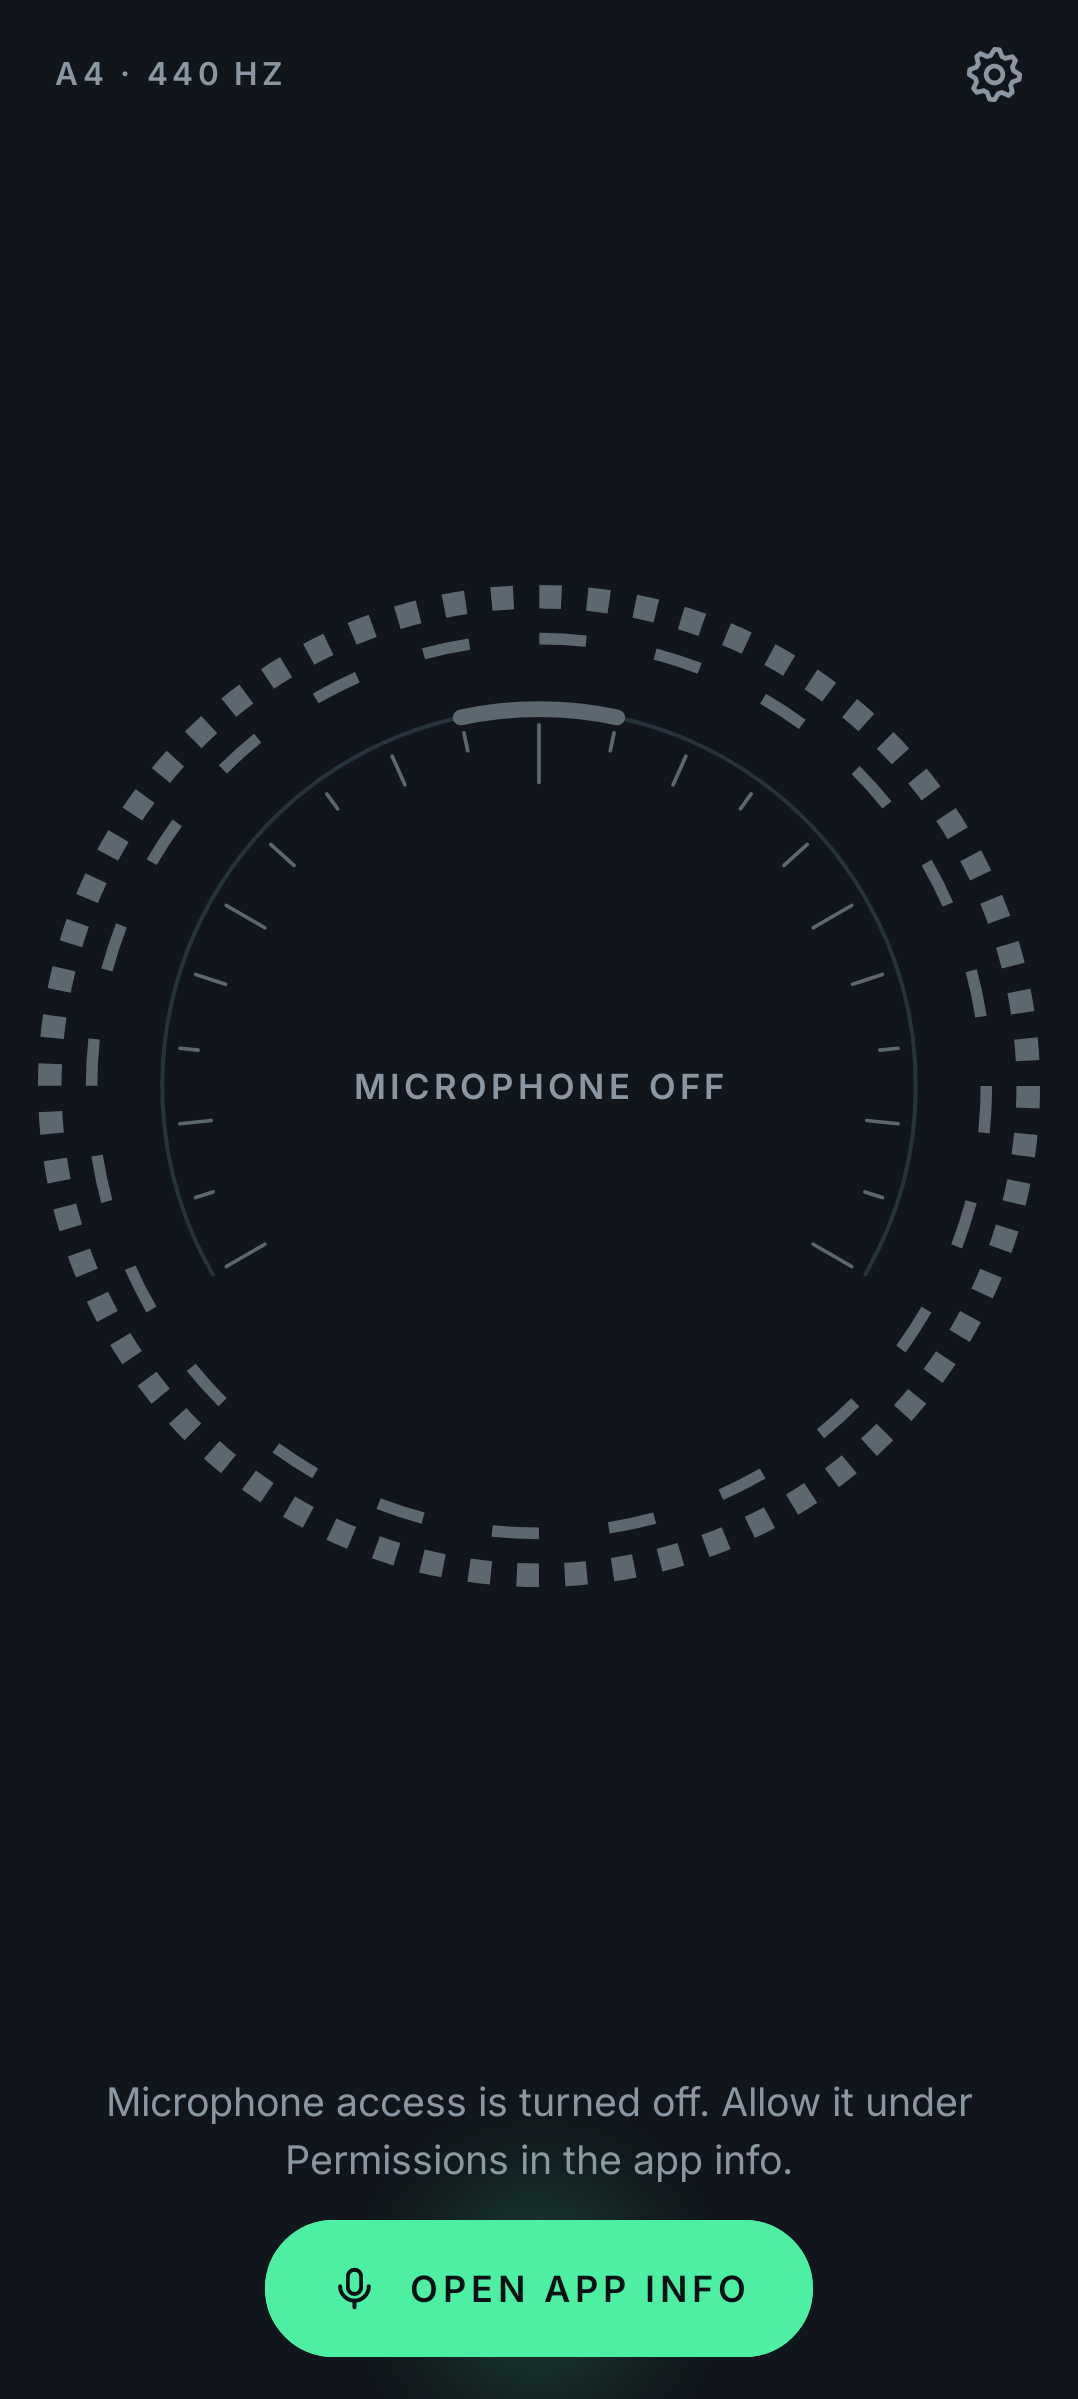 A4 · 440 HZ
MICROPHONE OFF
Microphone access is turned off. Allow it under
Permissions in the app info.
OPEN APP INFO